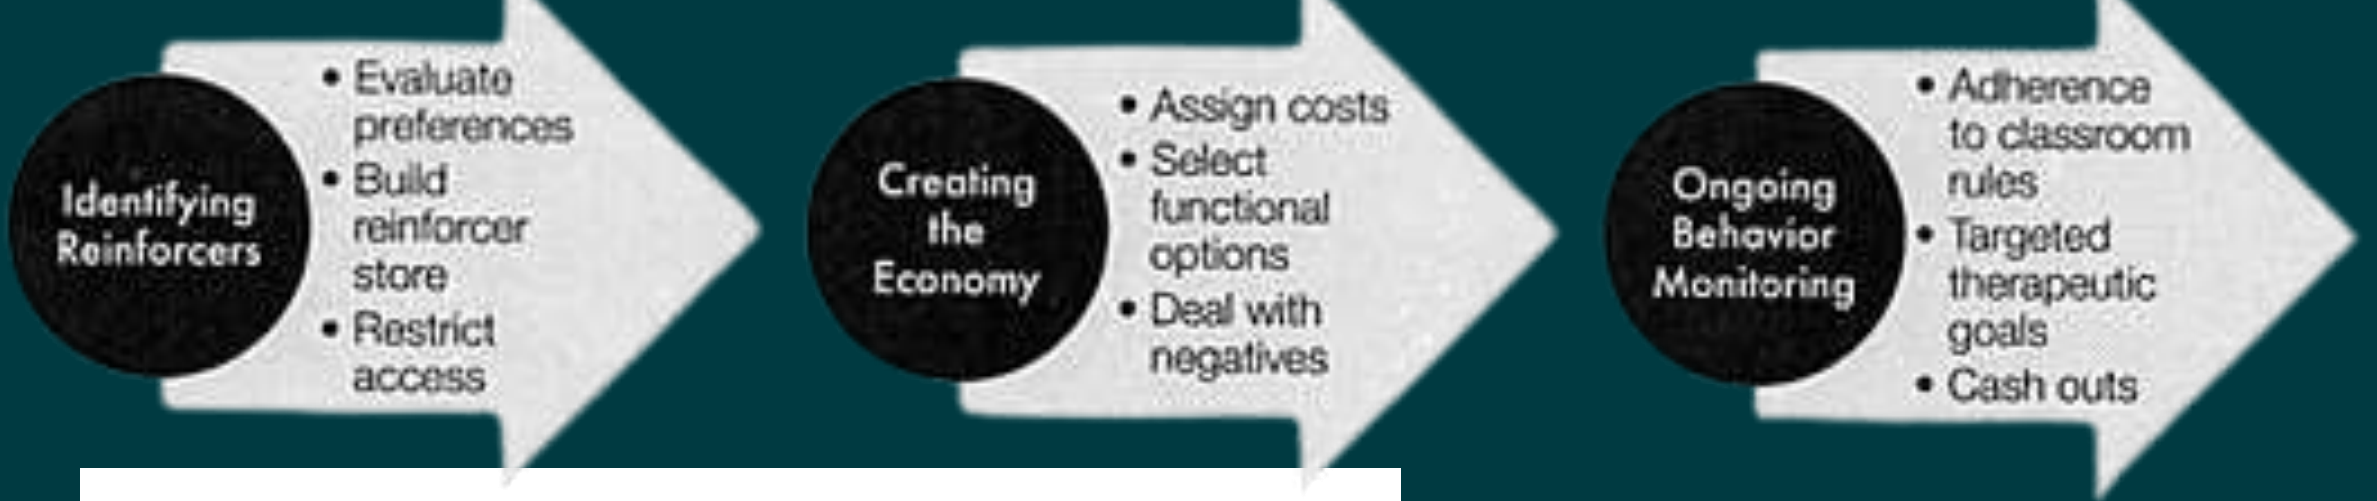 Identifying
Reinforcers
• Evaluate
preferences
• Build
reinforcer
store
• Restrict
access
Creating
the
Economy
• Assign costs
• Select
functional
options
• Deal with
negatives
Ongoing
Behavior
Monitoring
• Adherence
to classroom
rules
• Targeted
therapeutic
goals
• Cash outs